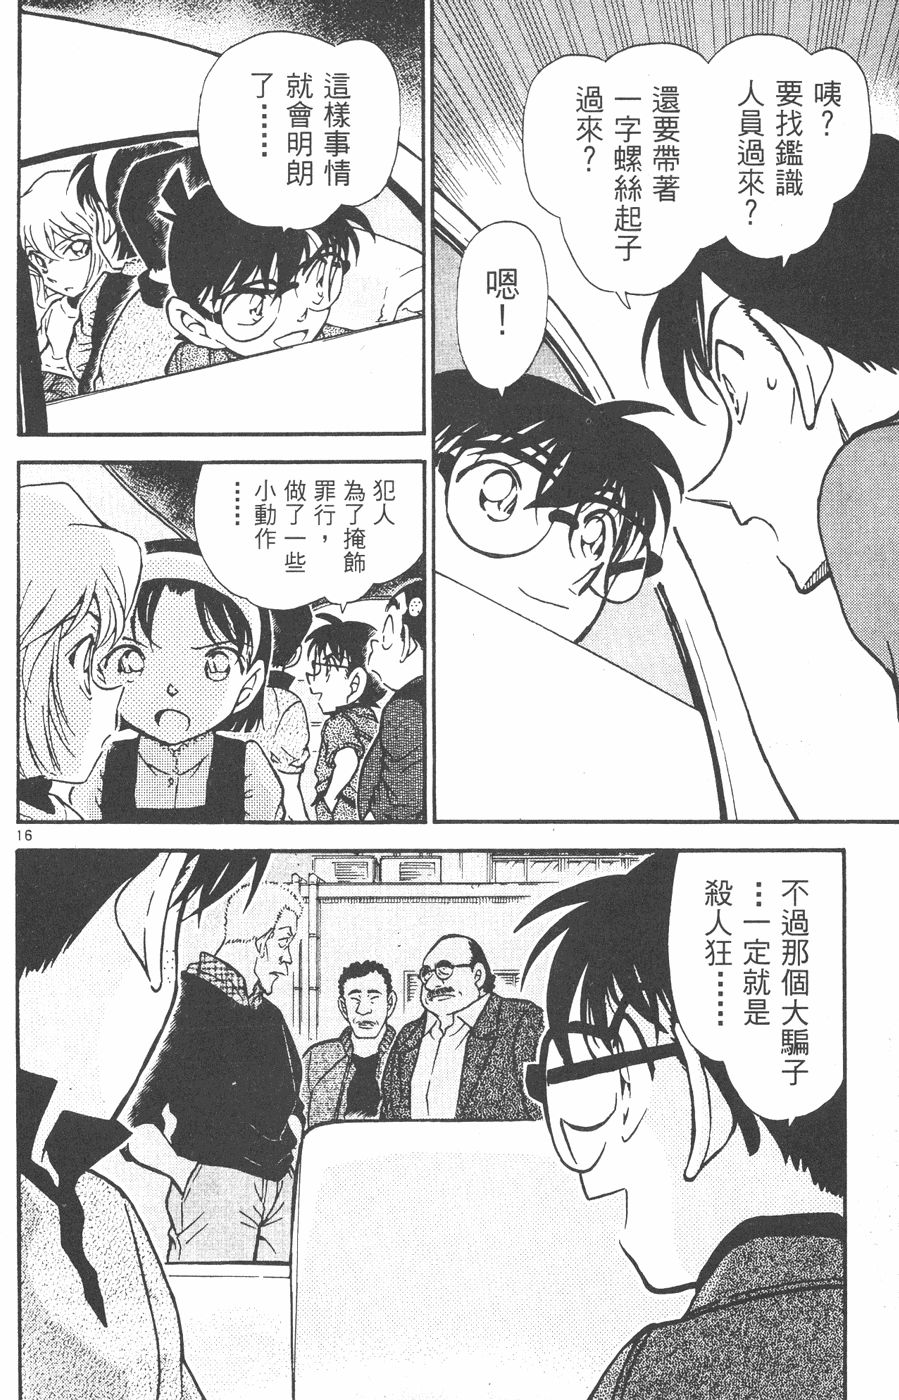 咦？
要找鑑識
人員過來？
還要帶著
一字螺絲起子
過來？
嗯！
這樣事情
就會明朗
了……
犯人
為了掩飾
罪行，
做了一些
小動作
……
16
不過那個大騙子
…一定就是
殺人狂……